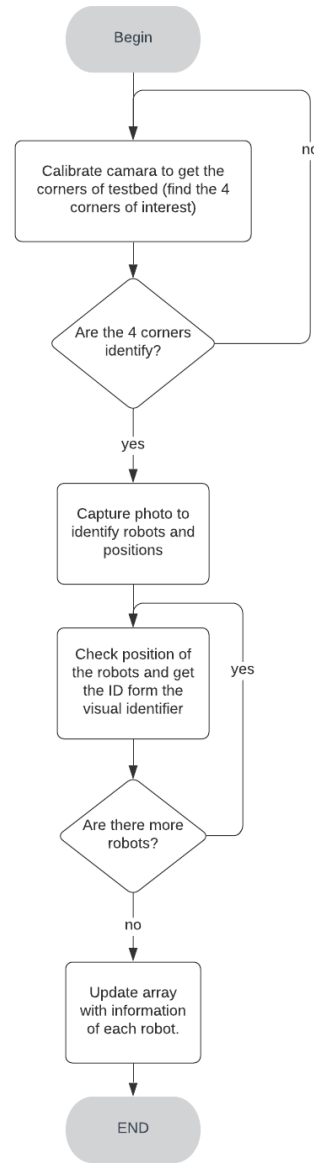 Begin
no
Calibrate camara to get the
corners of testbed (find the 4
corners of interest)
Are the 4 corners
identify?
yes
Capture photo to
identify robots and
positions
Check position of
the robots and get
the ID form the
visual identifier
yes
Are there more
robots?
no
Update array
with information
of each robot.
END